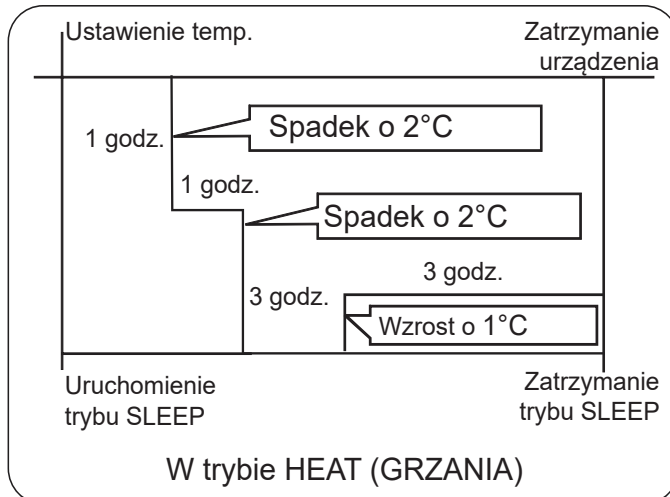 Ustawienie temp.
Zatrzymanie
urządzenia
1 godz.
Spadek o 2°C
1 godz.
Spadek o 2°C
3 godz.
3 godz.
Wzrost o 1°C
Uruchomienie
trybu SLEEP
Zatrzymanie
trybu SLEEP
W trybie HEAT (GRZANIA)